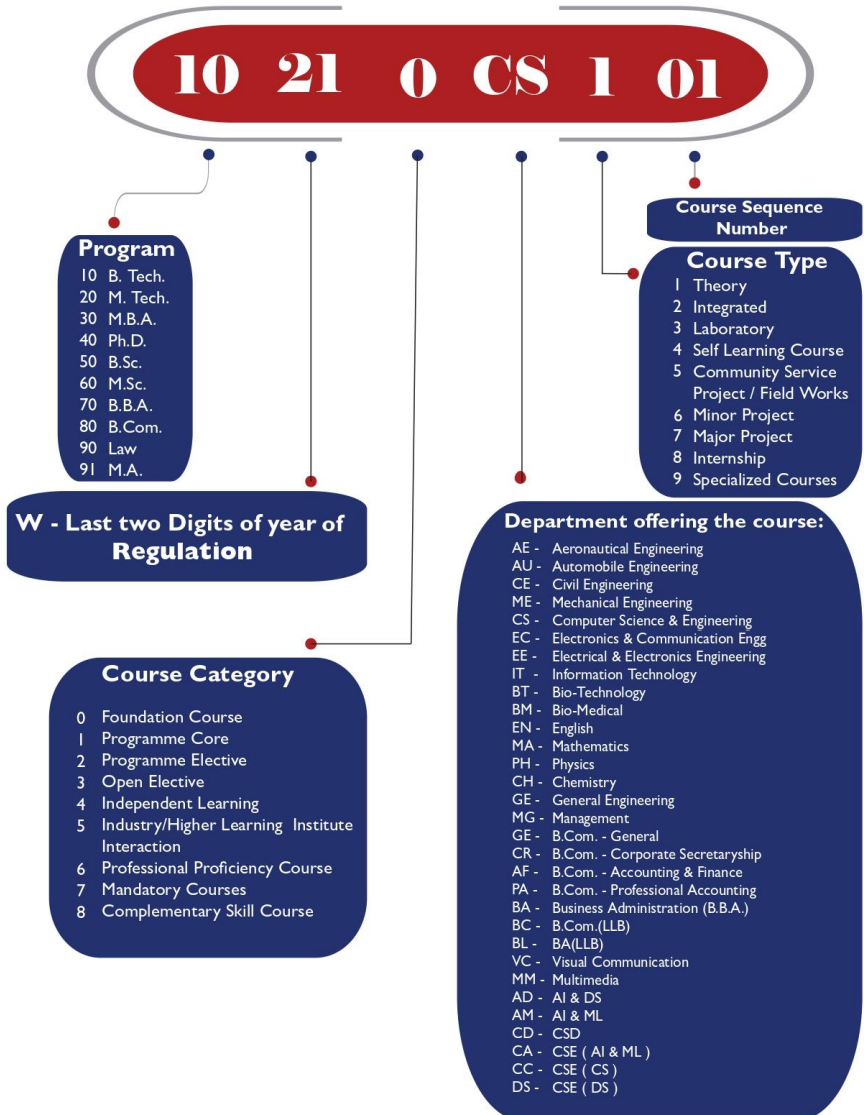 10 21 0 CS 1 01
Program
10 B. Tech.
20 M. Tech.
30 M.B.A.
40 Ph.D.
50 B.Sc.
60 M.Sc.
70 B.B.A.
80 B.Com.
90 Law
91 M.A.
W - Last two Digits of year of
Regulation
Course Category
0 Foundation Course
1 Programme Core
2 Programme Elective
3 Open Elective
4 Independent Learning
5 Industry/Higher Learning Institute
Interaction
6 Professional Proficiency Course
7 Mandatory Courses
8 Complementary Skill Course
Course Sequence
Number
Course Type
1 Theory
2 Integrated
3 Laboratory
4 Self Learning Course
5 Community Service
Project / Field Works
6 Minor Project
7 Major Project
8 Internship
9 Specialized Courses
Department offering the course:
AE - Aeronautical Engineering
AU - Automobile Engineering
CE - Civil Engineering
ME - Mechanical Engineering
CS - Computer Science & Engineering
EC - Electronics & Communication Engg
EE - Electrical & Electronics Engineering
IT - Information Technology
BT - Bio-Technology
BM - Bio-Medical
EN - English
MA - Mathematics
PH - Physics
CH - Chemistry
GE - General Engineering
MG - Management
GE - B.Com. - General
CR - B.Com. - Corporate Secretaryship
AF - B.Com. - Accounting & Finance
PA - B.Com. - Professional Accounting
BA - Business Administration (B.B.A.)
BC - B.Com.(LLB)
BL - BA(LLB)
VC - Visual Communication
MM - Multimedia
AD - AI & DS
AM - AI & ML
CD - CSD
CA - CSE ( AI & ML )
CC - CSE ( CS )
DS - CSE ( DS )